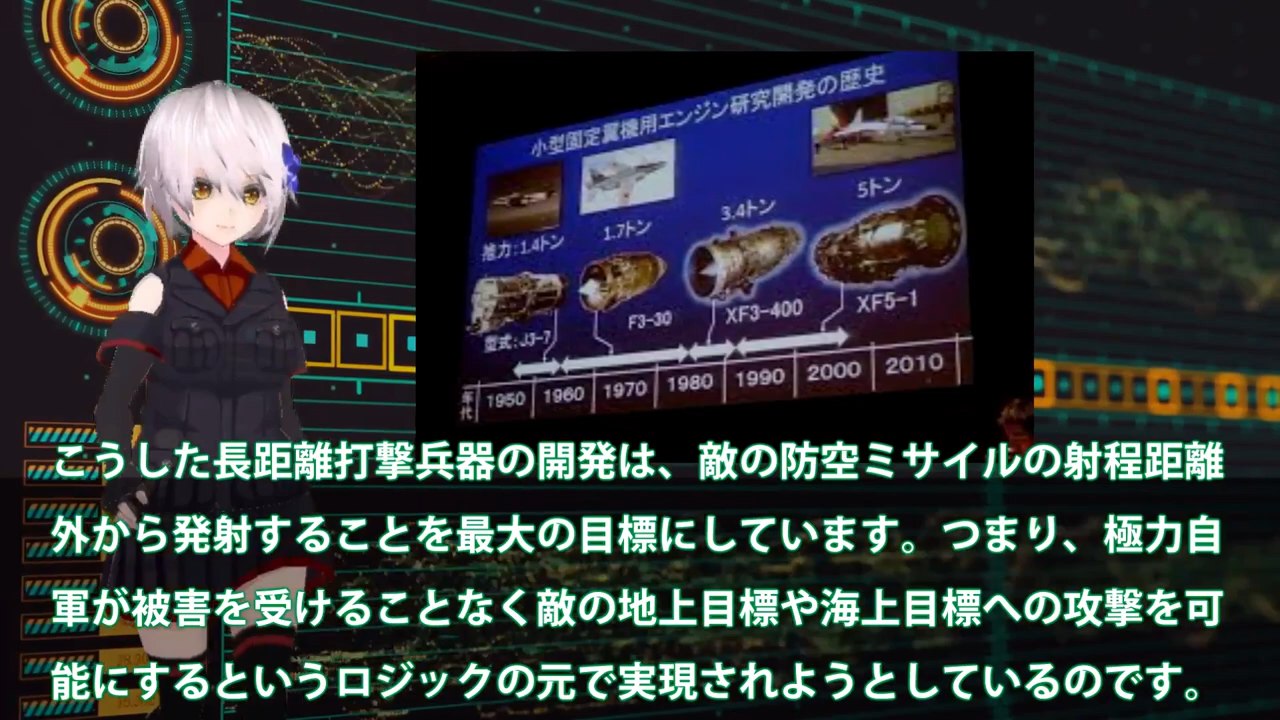 小型固定翼機用エンジン研究開発の歴史
推力:1.4トン
1.7トン
3.4トン
5トン
型式:J3-7
F3-30
XF3-400
XF5-1
年代
1950
1960
1970
1980
1990
2000
2010
こうした長距離打撃兵器の開発は、敵の防空ミサイルの射程距離
外から発射することを最大の目標にしています。つまり、極力自
軍が被害を受けることなく敵の地上目標や海上目標への攻撃を可
能にするというロジックの元で実現されようとしているのです。